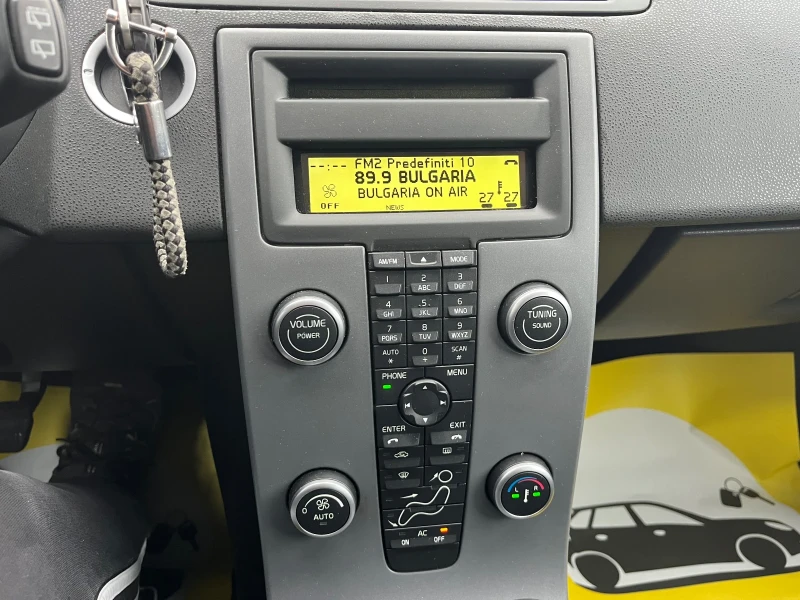 --:-- FM2 Predefiniti 10
89.9 BULGARIA
BULGARIA ON AIR
OFF NEWS 27 27
AM/FM MODE
1 2 ABC 3 DEF
4 GHI 5 JKL 6 MNO
7 PQRS 8 TUV 9 WXYZ
AUTO * 0 + SCAN #
VOLUME
POWER
TUNING
SOUND
PHONE MENU
ENTER EXIT
0 AUTO
L R
AC
ON OFF